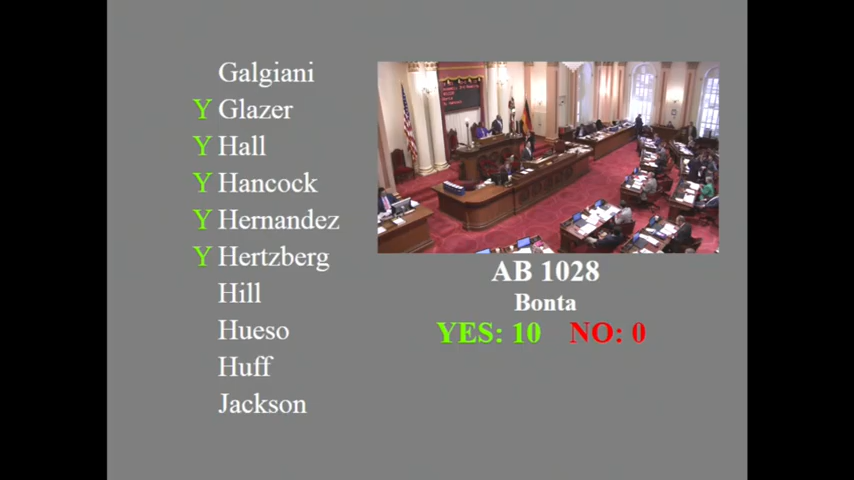 Galgiani
Y Glazer
Y Hall
Y Hancock
Y Hernandez
Y Hertzberg
Hill
Hueso
Huff
Jackson
AB 1028
Bonta
YES: 10 NO: 0